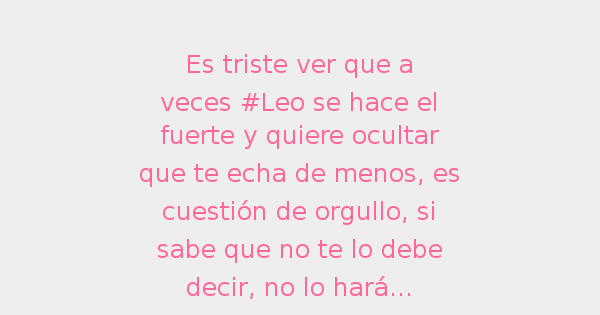 Es triste ver que a
veces #Leo se hace el
fuerte y quiere ocultar
que te echa de menos, es
cuestión de orgullo, si
sabe que no te lo debe
decir, no lo hará...